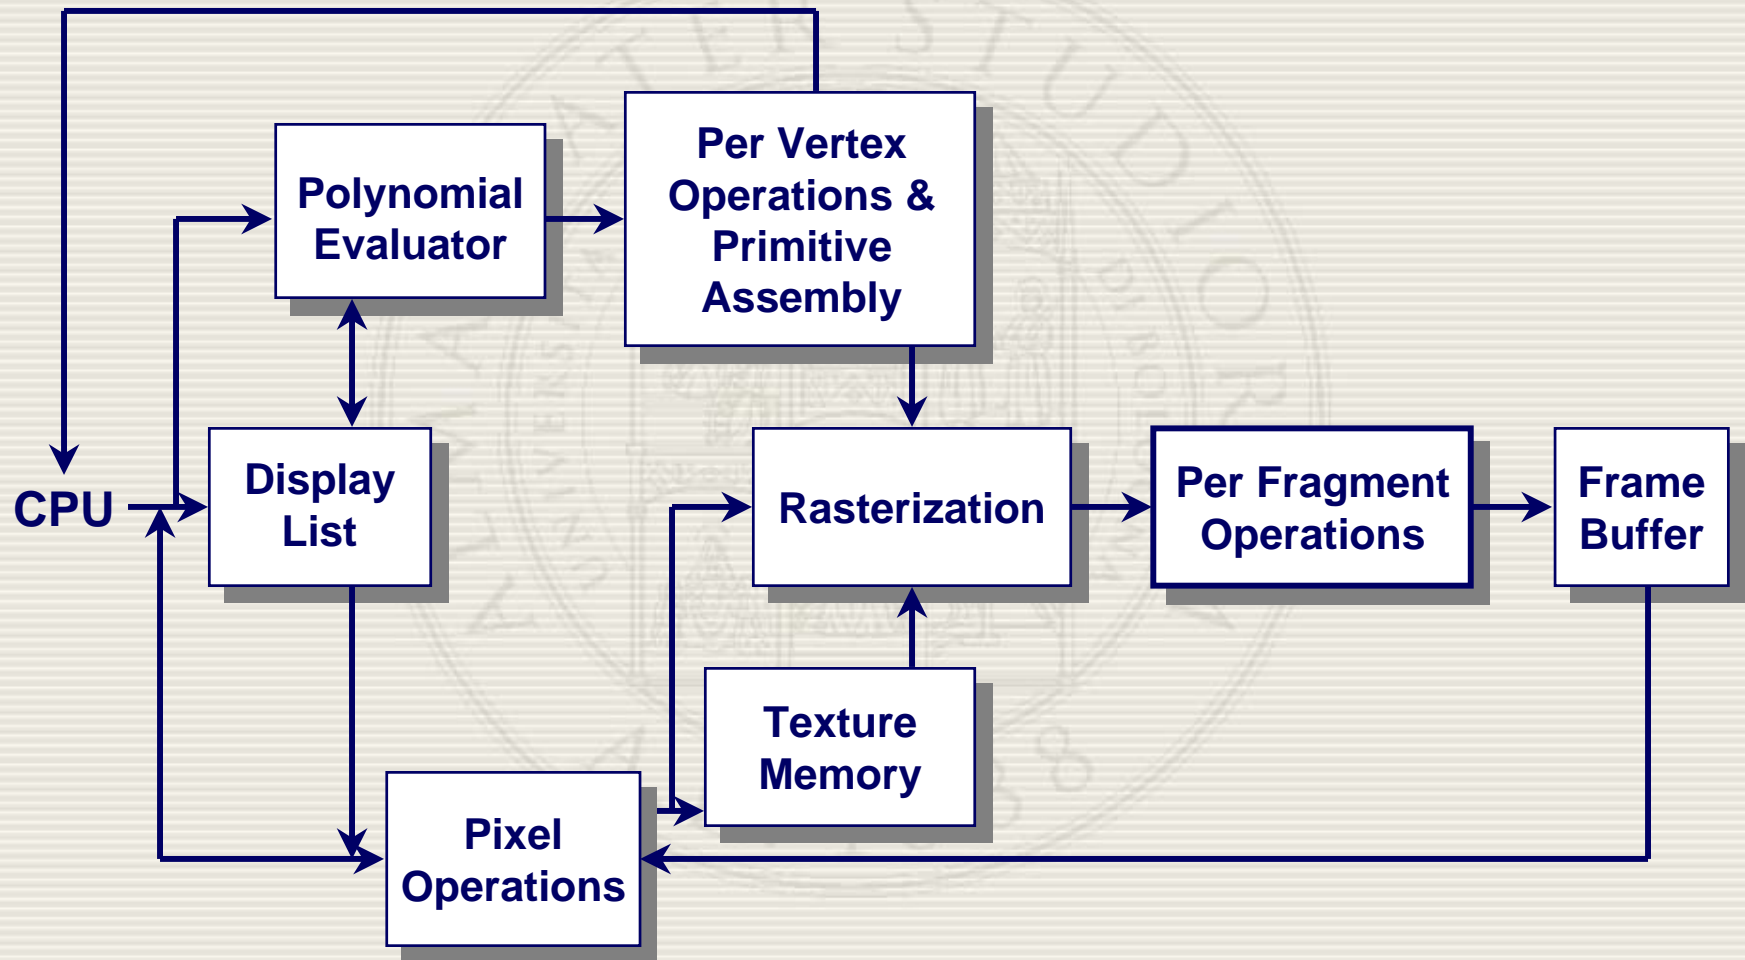 Per Vertex
Operations &
Primitive
Assembly
Polynomial
Evaluator
CPU
Display
List
Rasterization
Per Fragment
Operations
Frame
Buffer
Texture
Memory
Pixel
Operations